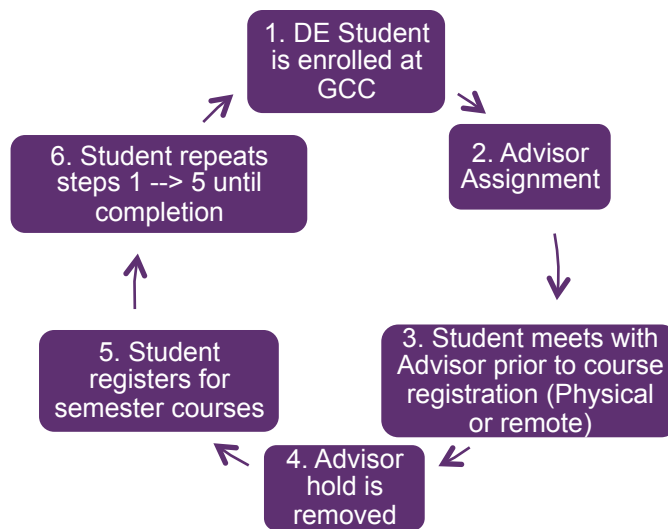 1. DE Student
is enrolled at
GCC
2. Advisor
Assignment
3. Student meets with
Advisor prior to course
registration (Physical
or remote)
4. Advisor
hold is
removed
5. Student
registers for
semester courses
6. Student repeats
steps 1 --> 5 until
completion